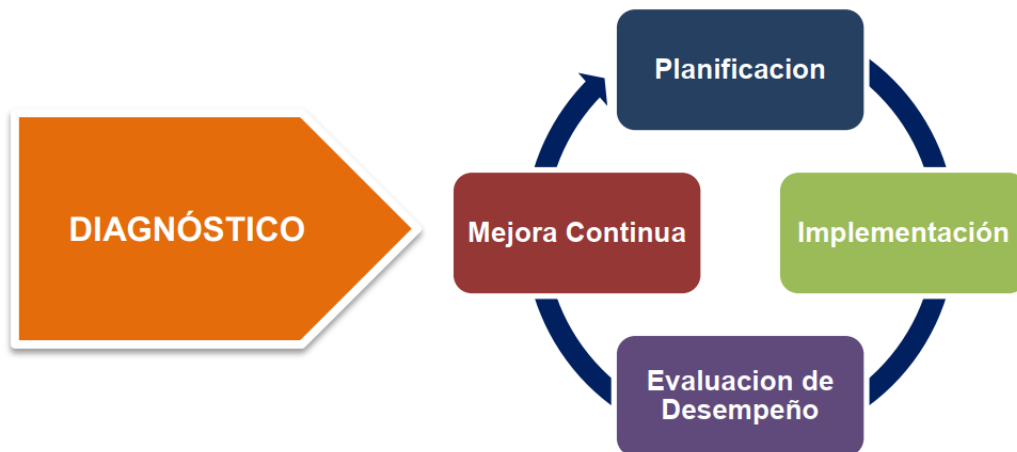 DIAGNÓSTICO
Planificacion
Mejora Continua
Implementación
Evaluacion de
Desempeño